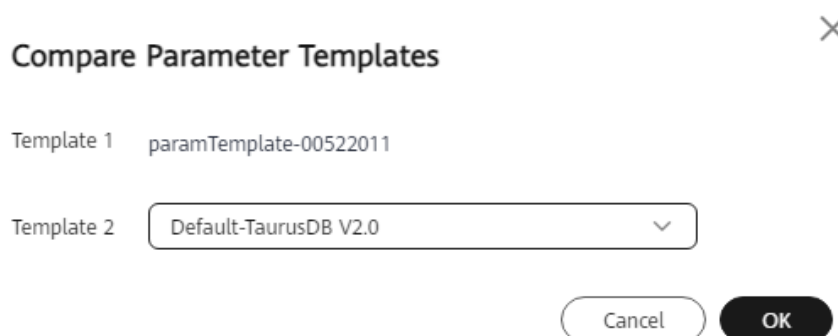 Compare Parameter Templates
Template 1 paramTemplate-00522011
Template 2 Default-TaurusDB V2.0
Cancel OK